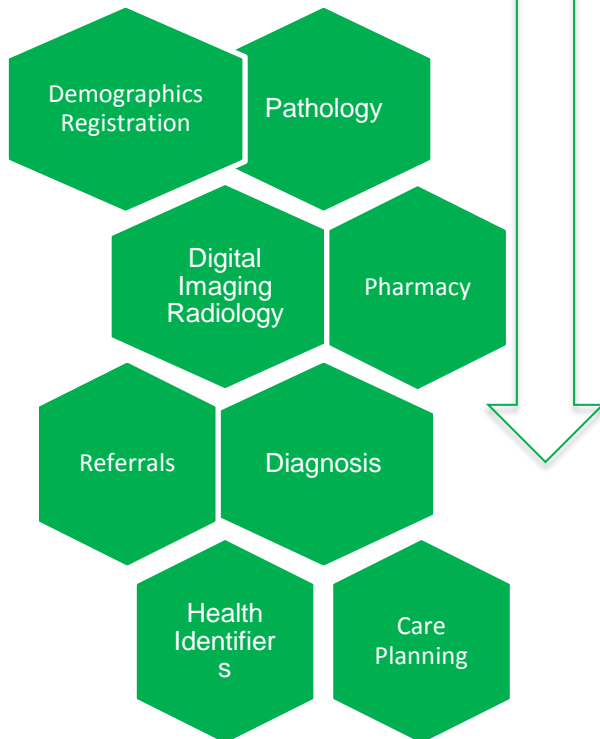 Demographics
Registration
Pathology
Digital
Imaging
Radiology
Pharmacy
Referrals
Diagnosis
Health
Identifier
s
Care
Planning